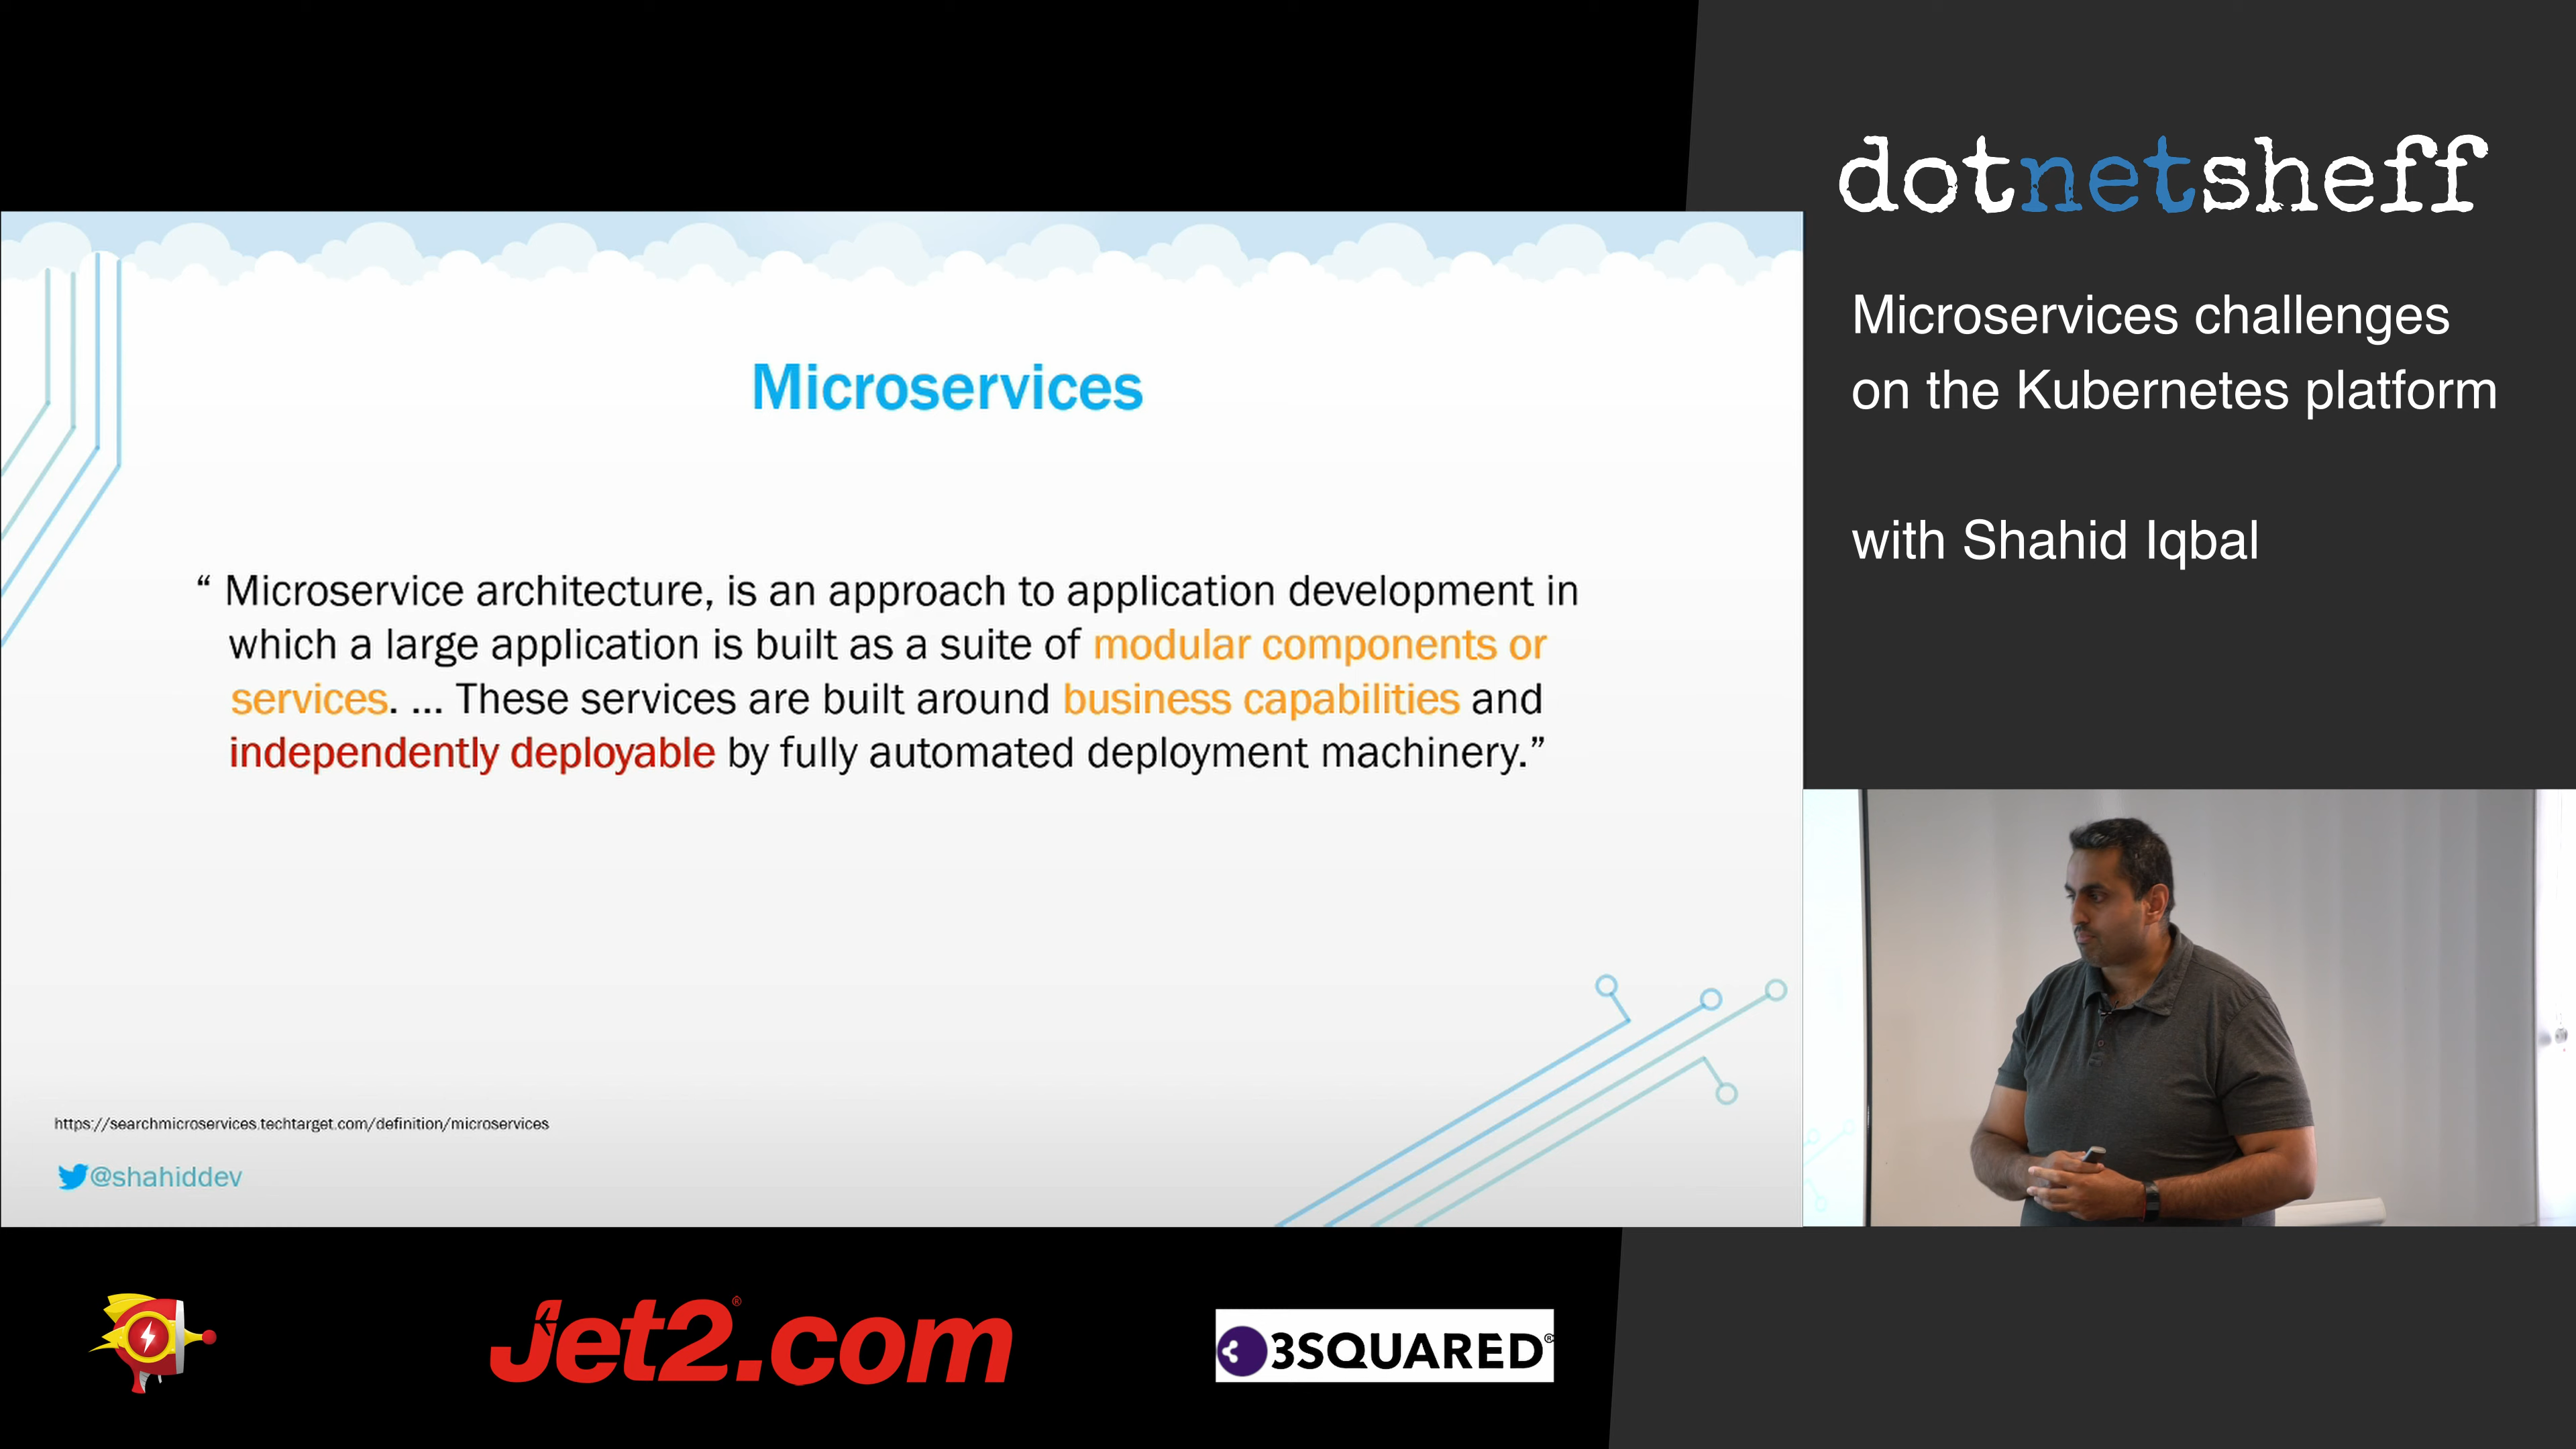 dotnetsheff
Microservices challenges
on the Kubernetes platform
with Shahid Iqbal
Microservices
“ Microservice architecture, is an approach to application development in
which a large application is built as a suite of modular components or
services. ... These services are built around business capabilities and
independently deployable by fully automated deployment machinery.”
https://searchmicroservices.techtarget.com/definition/microservices
@shahiddev
Jet2.com®
3SQUARED®